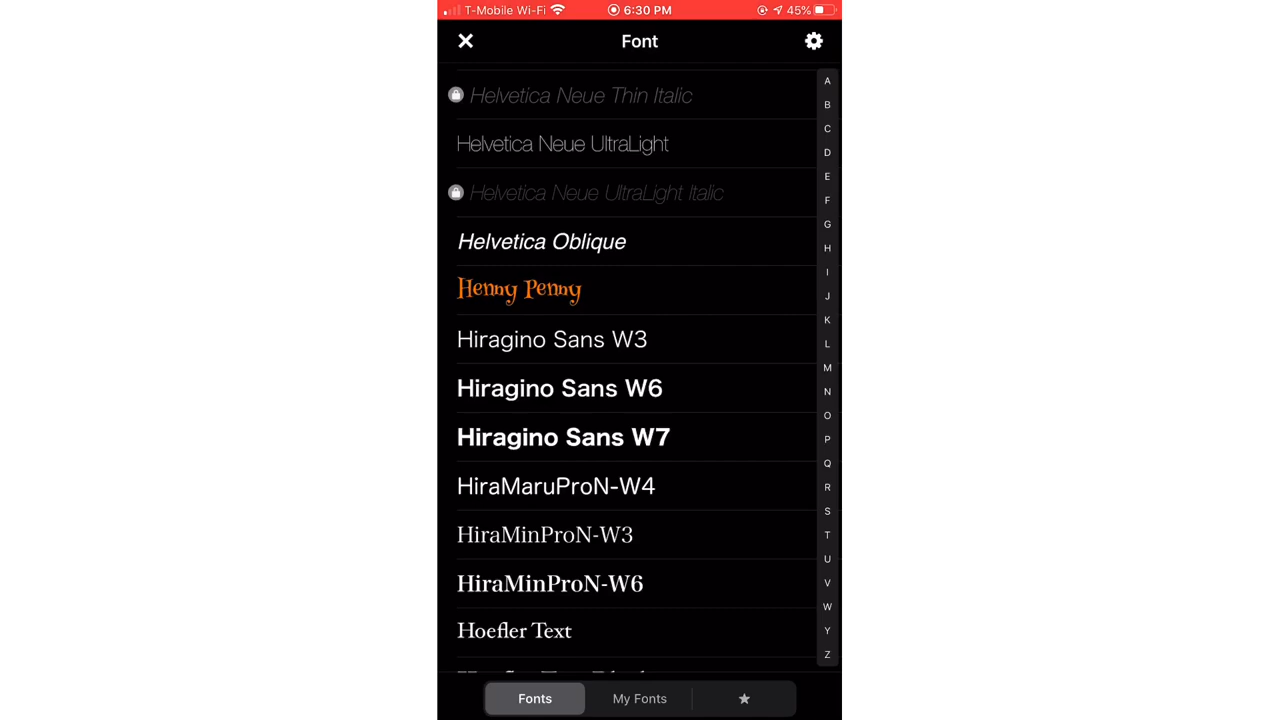 T-Mobile Wi-Fi 6:30 PM 45%
Font
Helvetica Neue Thin Italic
Helvetica Neue UltraLight
Helvetica Neue UltraLight Italic
Helvetica Oblique
Henny Penny
Hiragino Sans W3
Hiragino Sans W6
Hiragino Sans W7
HiraMaruProN-W4
HiraMinProN-W3
HiraMinProN-W6
Hoefler Text
A
B
C
D
E
F
G
H
I
J
K
L
M
N
O
P
Q
R
S
T
U
V
W
Y
Z
Fonts My Fonts